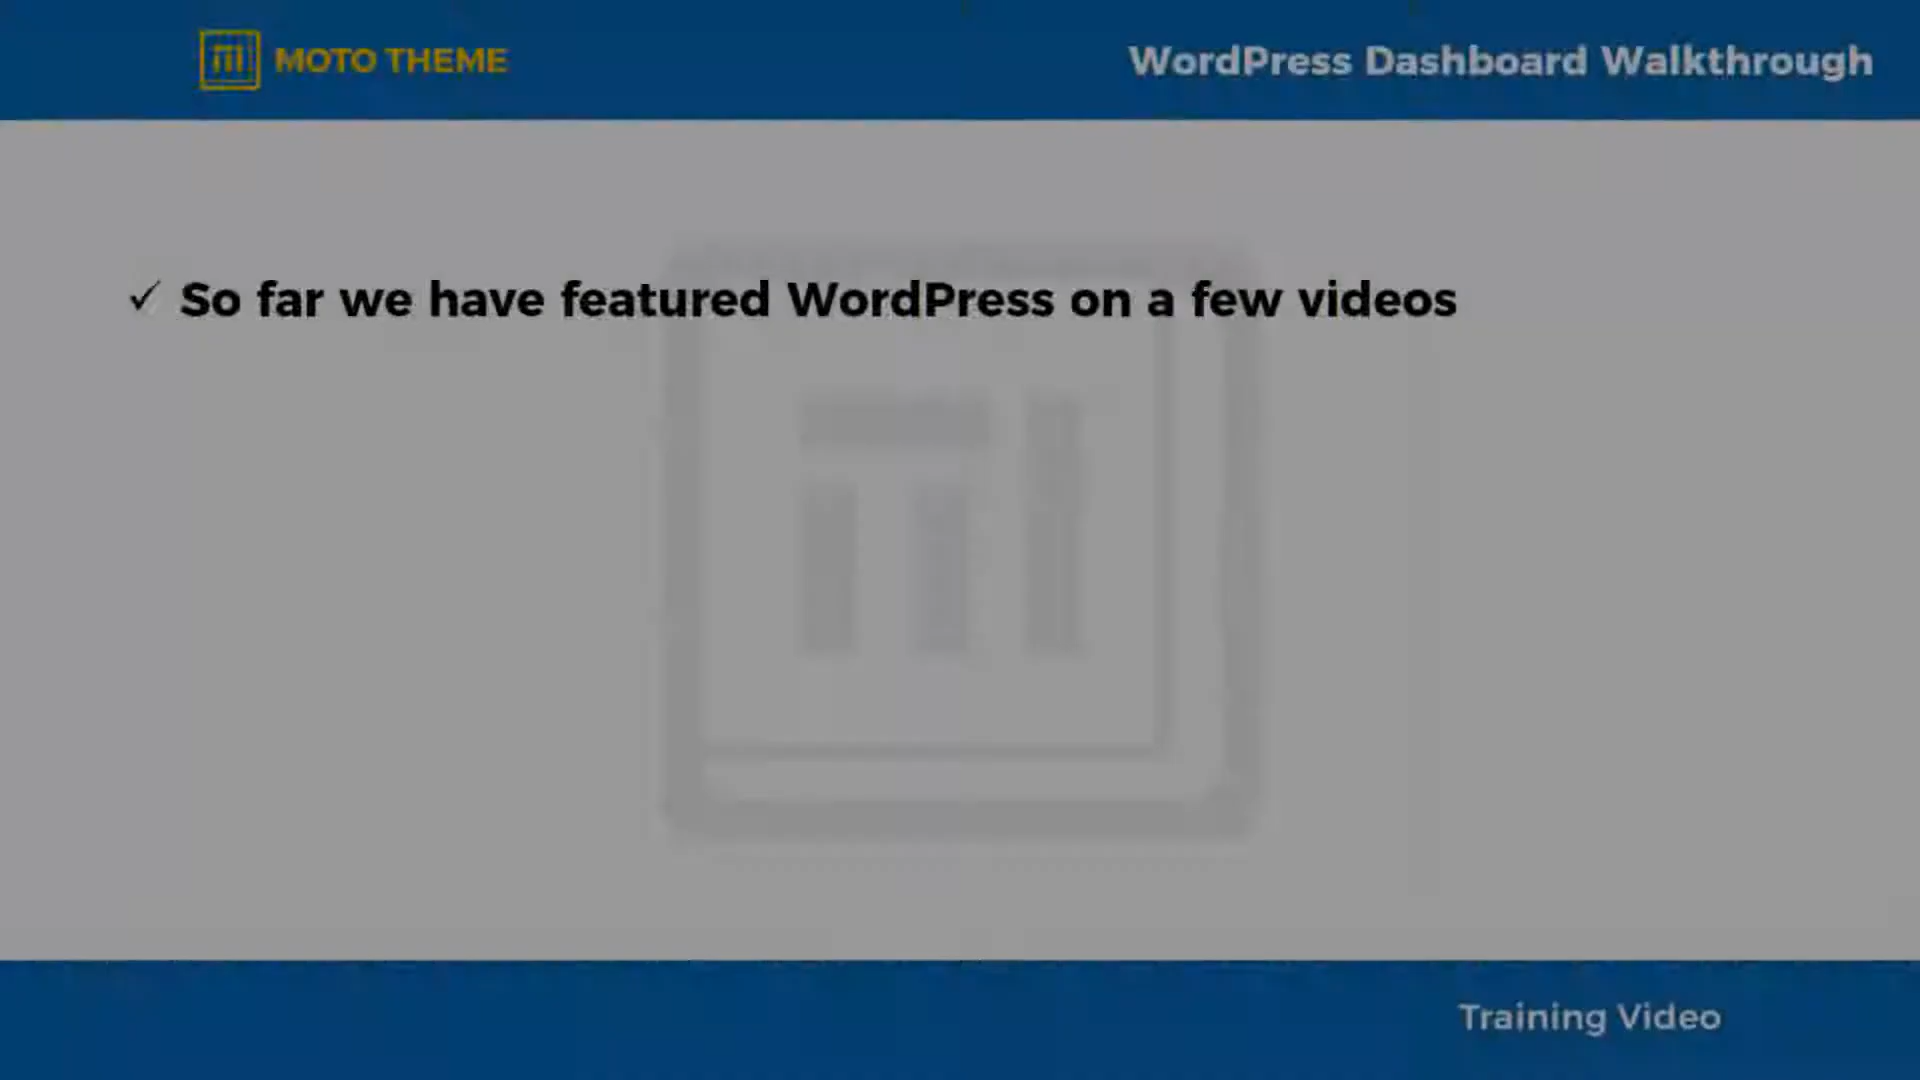 MOTO THEME
WordPress Dashboard Walkthrough
✓ So far we have featured WordPress on a few videos
Training Video